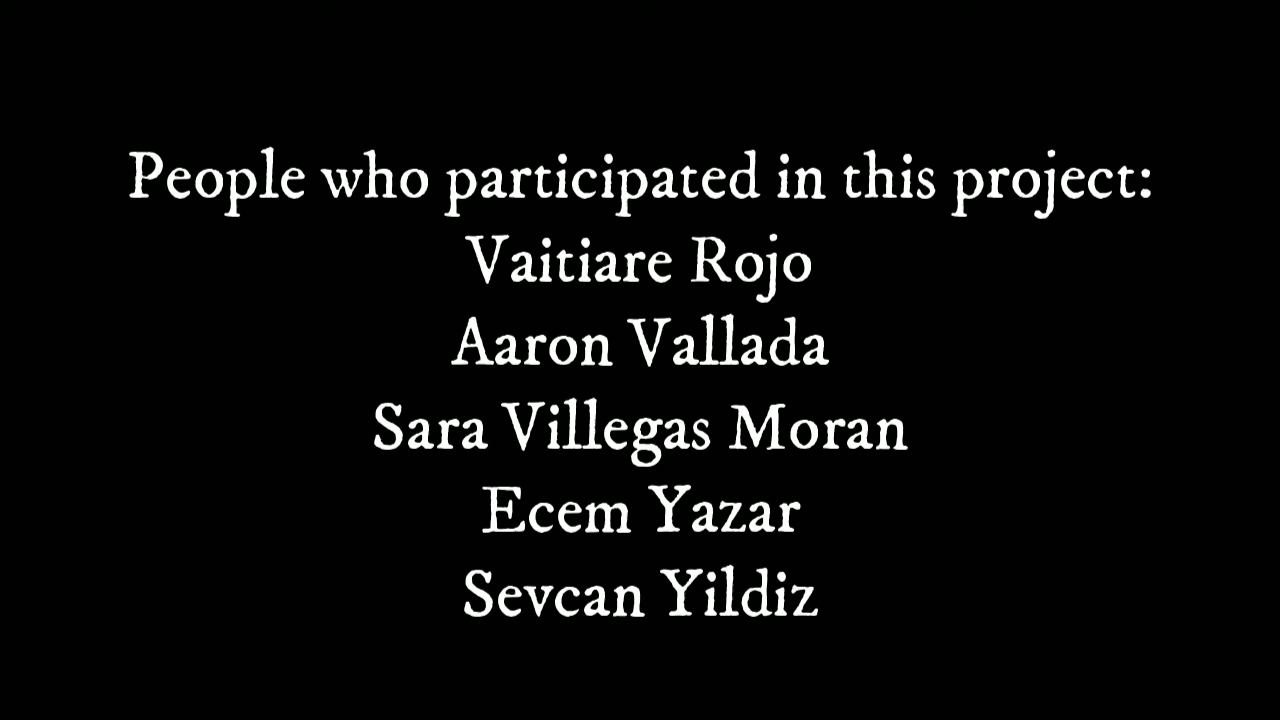 People who participated in this project:
Vaitiare Rojo
Aaron Vallada
Sara Villegas Moran
Ecem Yazar
Sevcan Yildiz